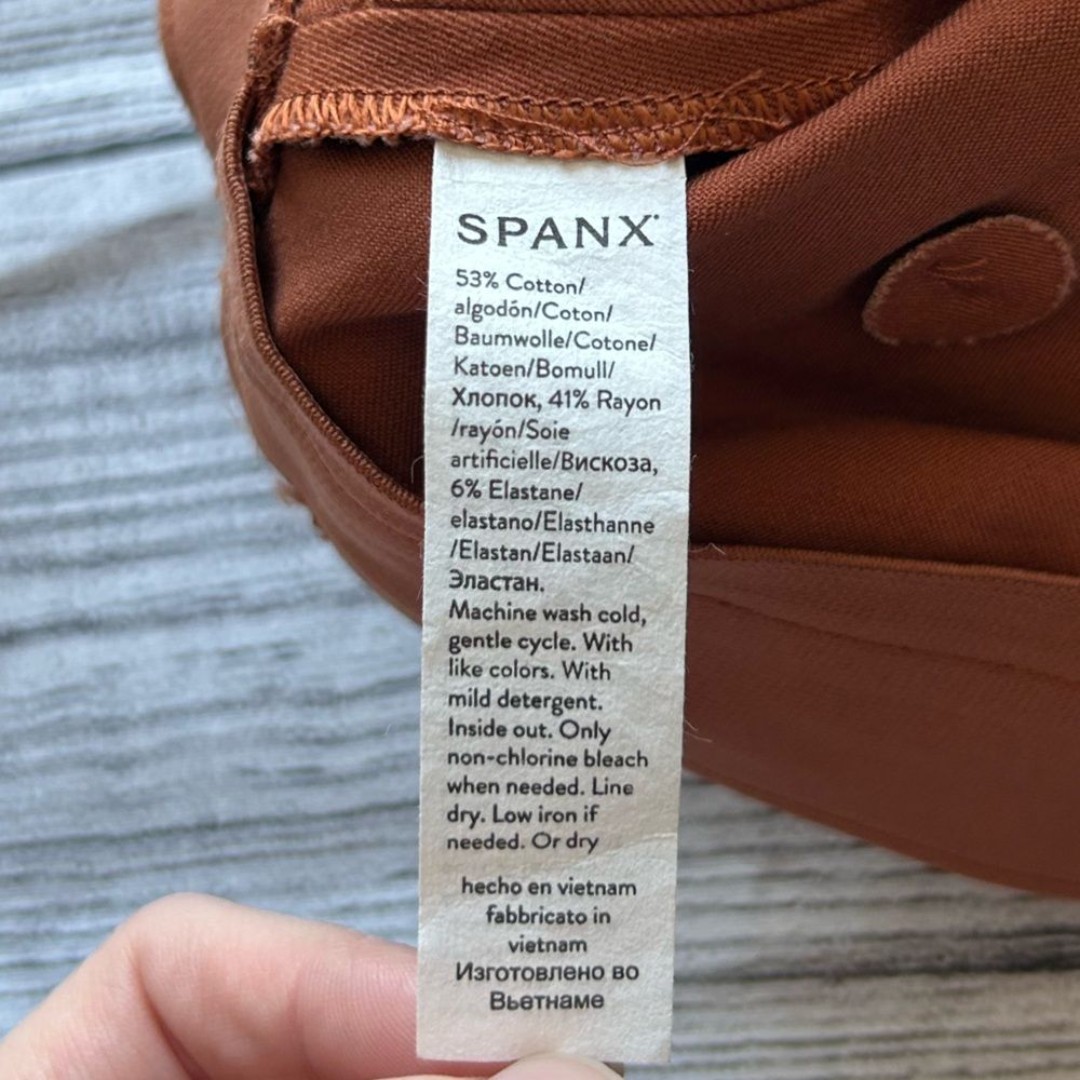 SPANX
53% Cotton/
algodón/Coton/
Baumwolle/Cotone/
Katoen/Bomull/
Хлопок, 41% Rayon
/rayón/Soie
artificielle/Вискоза,
6% Elastane/
elastano/Elasthanne
/Elastan/Elastaan/
Эластан.
Machine wash cold,
gentle cycle. With
like colors. With
mild detergent.
Inside out. Only
non-chlorine bleach
when needed. Line
dry. Low iron if
needed. Or dry
hecho en vietnam
fabbricato in
vietnam
Изготовлено во
Вьетнаме